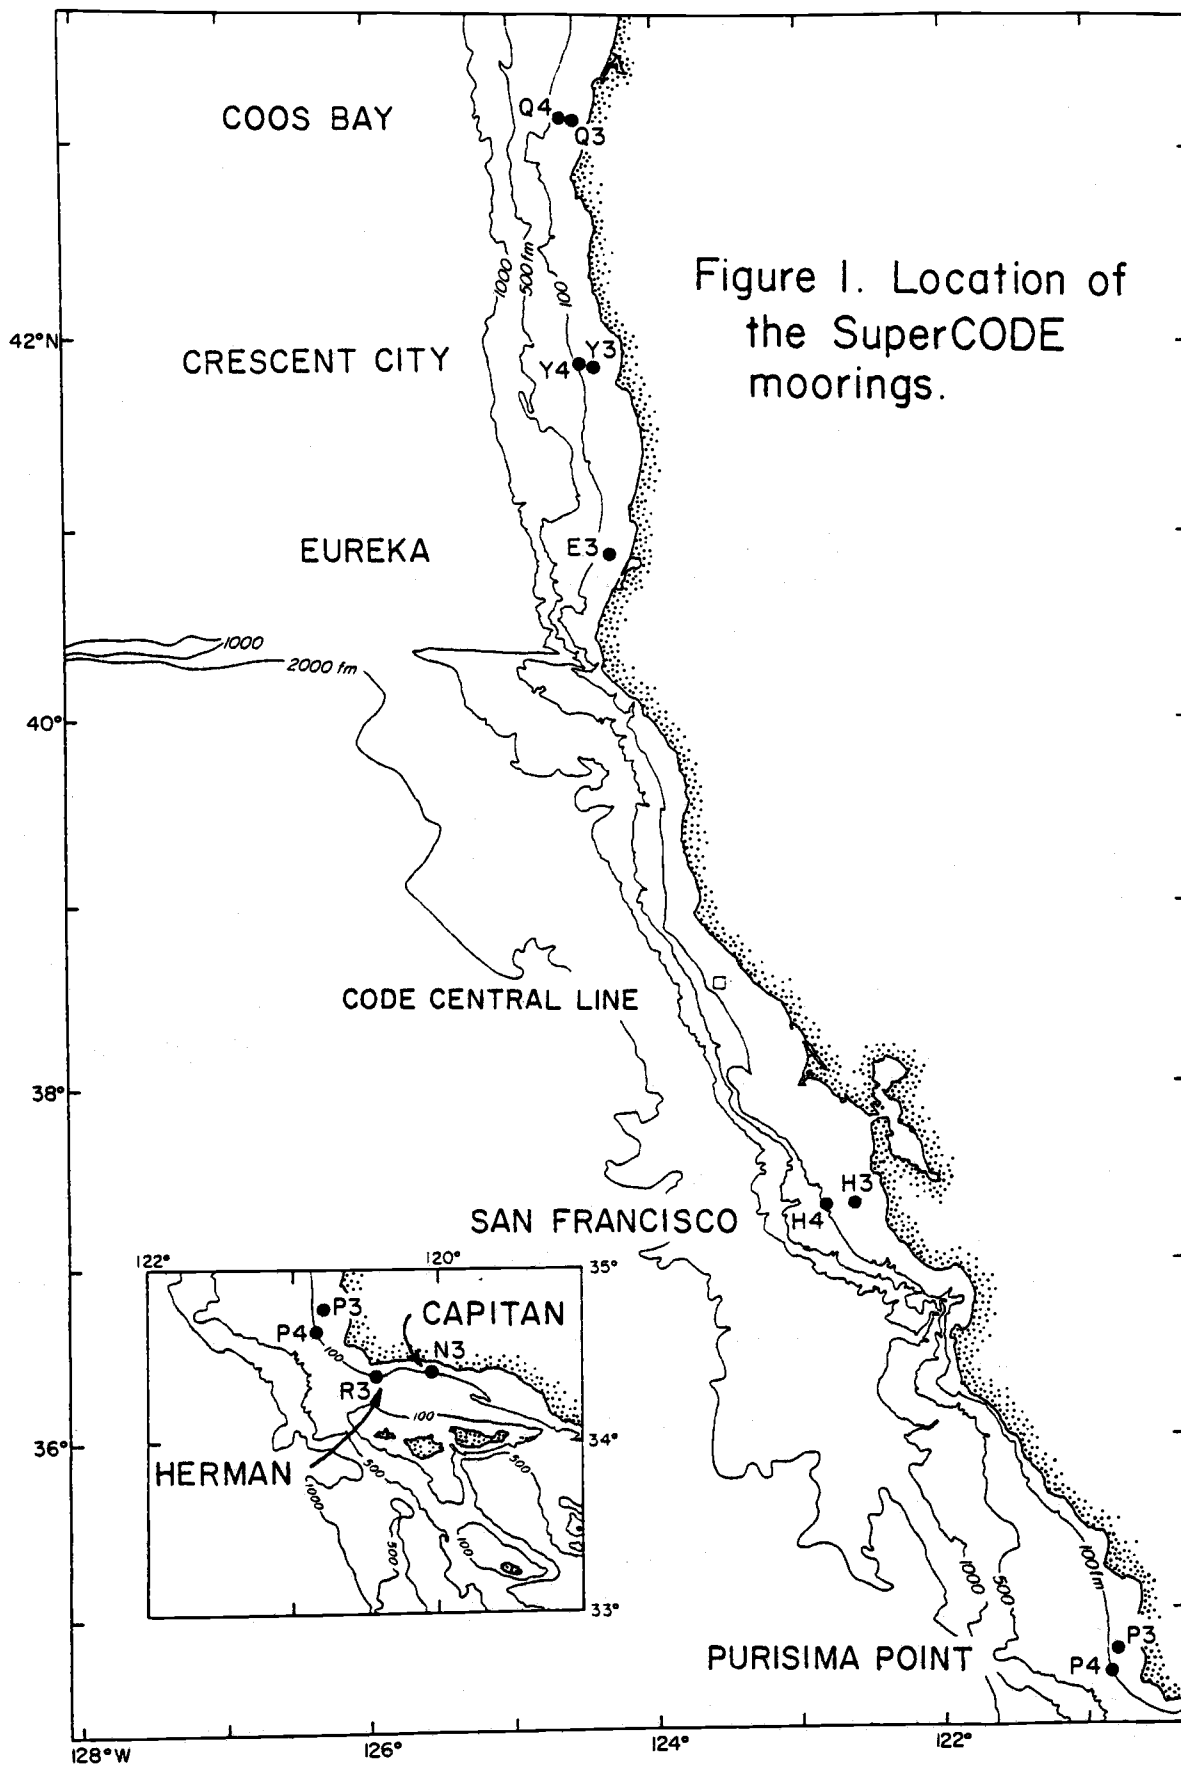 COOS BAY
Q4
Q3
Figure 1. Location of
the SuperCODE
moorings.
1000
500 fm
100
42°N
CRESCENT CITY
Y3
Y4
EUREKA
E3
1000
2000 fm
40°
CODE CENTRAL LINE
38°
H3
H4
SAN FRANCISCO
122°
120°
35°
P3
P4
CAPITAN
100
N3
R3
100
34°
36°
HERMAN
500
500
1000
500
100
33°
1000
500
100fm
PURISIMA POINT
P3
P4
128°W
126°
124°
122°